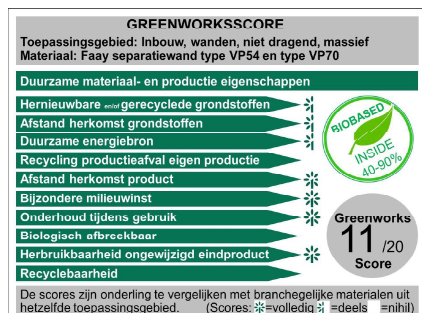 GREENWORKSSCORE
Toepassingsgebied: Inbouw, wanden, niet dragend, massief
Materiaal: Faay separatiewand type VP54 en type VP70
Duurzame materiaal- en productie eigenschappen
Hernieuwbare en/of gerecyclede grondstoffen
Afstand herkomst grondstoffen
Duurzame energiebron
Recycling productieafval eigen productie
Afstand herkomst product
Bijzondere milieuwinst
Onderhoud tijdens gebruik
Biologisch afbreekbaar
Herbruikbaarheid ongewijzigd eindproduct
Recyclebaarheid
BIOBASED
INSIDE
40-90%
Greenworks
11/20
Score
De scores zijn onderling te vergelijken met branchegelijke materialen uit
hetzelfde toepassingsgebied. (Scores: =volledig =deels =nihil)